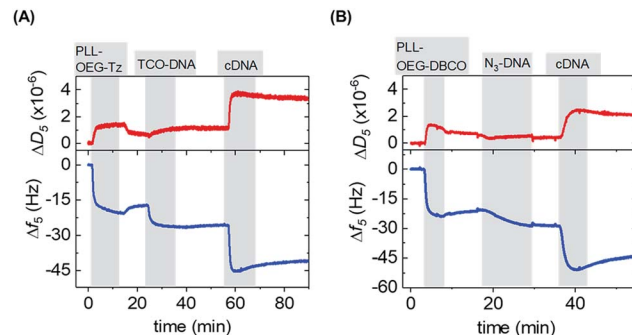 (A)
PLL-
OEG-Tz
TCO-DNA
cDNA
ΔD5 (x10-6)
4
2
0
Δf5 (Hz)
0
-15
-30
-45
0 20 40 60 80
time (min)
(B)
PLL-
OEG-DBCO
N3-DNA
cDNA
ΔD5 (x10-6)
4
2
0
Δf5 (Hz)
0
-15
-30
-45
-60
0 20 40
time (min)